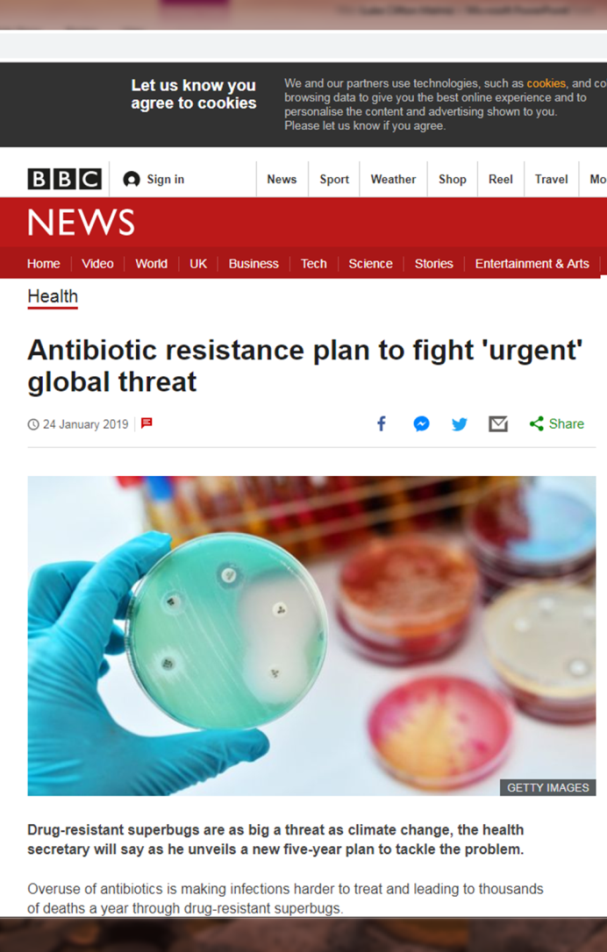 Let us know you
agree to cookies
We and our partners use technologies, such as cookies, and co
browsing data to give you the best online experience and to
personalise the content and advertising shown to you.
Please let us know if you agree.
BBC Sign in News Sport Weather Shop Reel Travel Mo
NEWS
Home Video World UK Business Tech Science Stories Entertainment & Arts
Health
Antibiotic resistance plan to fight 'urgent'
global threat
24 January 2019
Share
GETTY IMAGES
Drug-resistant superbugs are as big a threat as climate change, the health
secretary will say as he unveils a new five-year plan to tackle the problem.
Overuse of antibiotics is making infections harder to treat and leading to thousands
of deaths a year through drug-resistant superbugs.